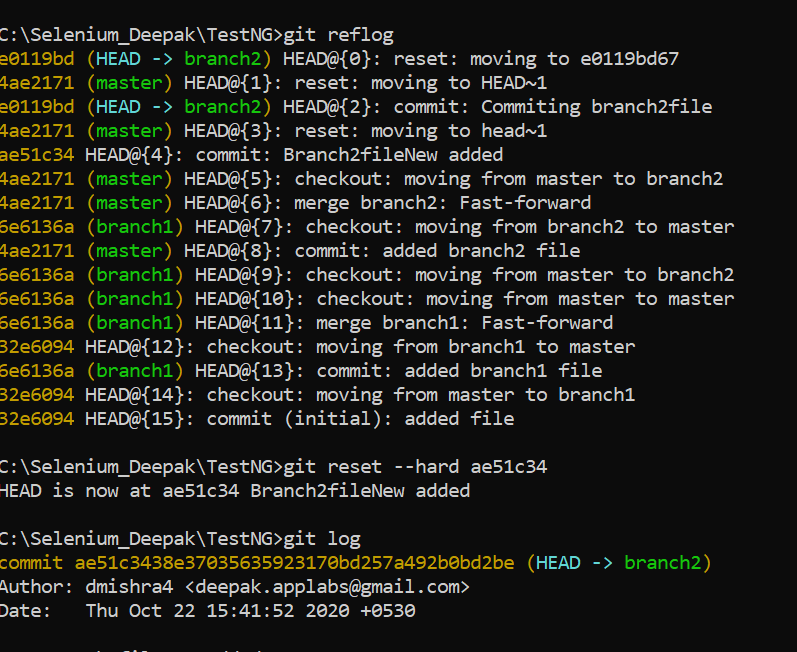 C:\Selenium_Deepak\TestNG>git reflog
e0119bd (HEAD -> branch2) HEAD@{0}: reset: moving to e0119bd67
4ae2171 (master) HEAD@{1}: reset: moving to HEAD~1
e0119bd (HEAD -> branch2) HEAD@{2}: commit: Commiting branch2file
4ae2171 (master) HEAD@{3}: reset: moving to head~1
ae51c34 HEAD@{4}: commit: Branch2fileNew added
4ae2171 (master) HEAD@{5}: checkout: moving from master to branch2
4ae2171 (master) HEAD@{6}: merge branch2: Fast-forward
6e6136a (branch1) HEAD@{7}: checkout: moving from branch2 to master
4ae2171 (master) HEAD@{8}: commit: added branch2 file
6e6136a (branch1) HEAD@{9}: checkout: moving from master to branch2
6e6136a (branch1) HEAD@{10}: checkout: moving from master to master
6e6136a (branch1) HEAD@{11}: merge branch1: Fast-forward
32e6094 HEAD@{12}: checkout: moving from branch1 to master
6e6136a (branch1) HEAD@{13}: commit: added branch1 file
32e6094 HEAD@{14}: checkout: moving from master to branch1
32e6094 HEAD@{15}: commit (initial): added file
C:\Selenium_Deepak\TestNG>git reset --hard ae51c34
HEAD is now at ae51c34 Branch2fileNew added
C:\Selenium_Deepak\TestNG>git log
commit ae51c3438e37035635923170bd257a492b0bd2be (HEAD -> branch2)
Author: dmishra4 <deepak.applabs@gmail.com>
Date:   Thu Oct 22 15:41:52 2020 +0530